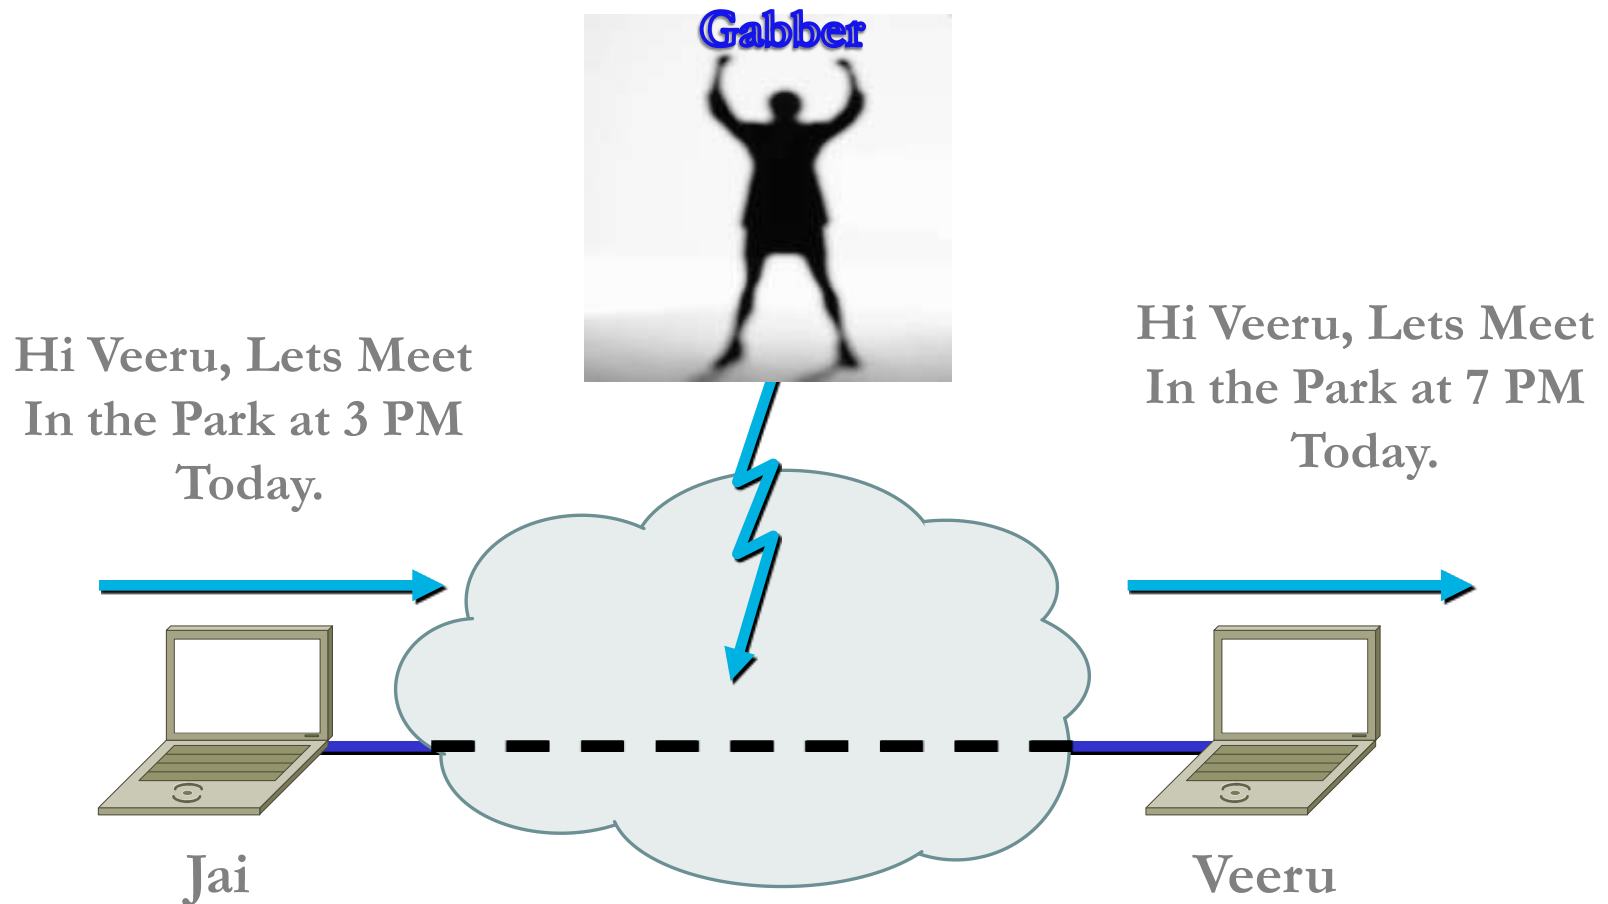 Gabber
Hi Veeru, Lets Meet
In the Park at 3 PM
Today.
Hi Veeru, Lets Meet
In the Park at 7 PM
Today.
Jai
Veeru